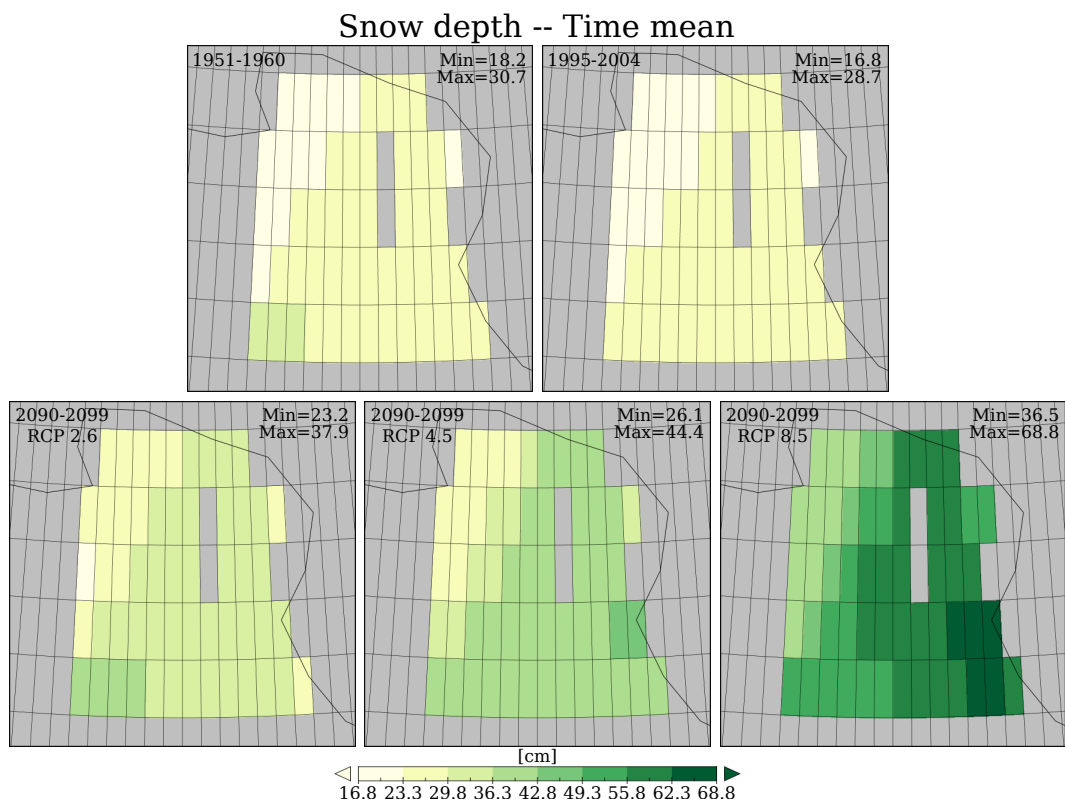 Snow depth -- Time mean
1951-1960 Min=18.2
Max=30.7
1995-2004 Min=16.8
Max=28.7
2090-2099 Min=23.2
RCP 2.6 Max=37.9
2090-2099 Min=26.1
RCP 4.5 Max=44.4
2090-2099 Min=36.5
RCP 8.5 Max=68.8
[cm]
16.8 23.3 29.8 36.3 42.8 49.3 55.8 62.3 68.8